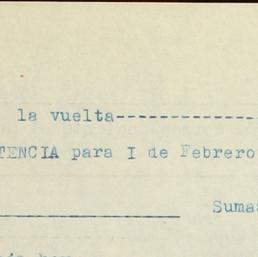 la vuelta--------------
TENCIA para I de Febrero
Suma